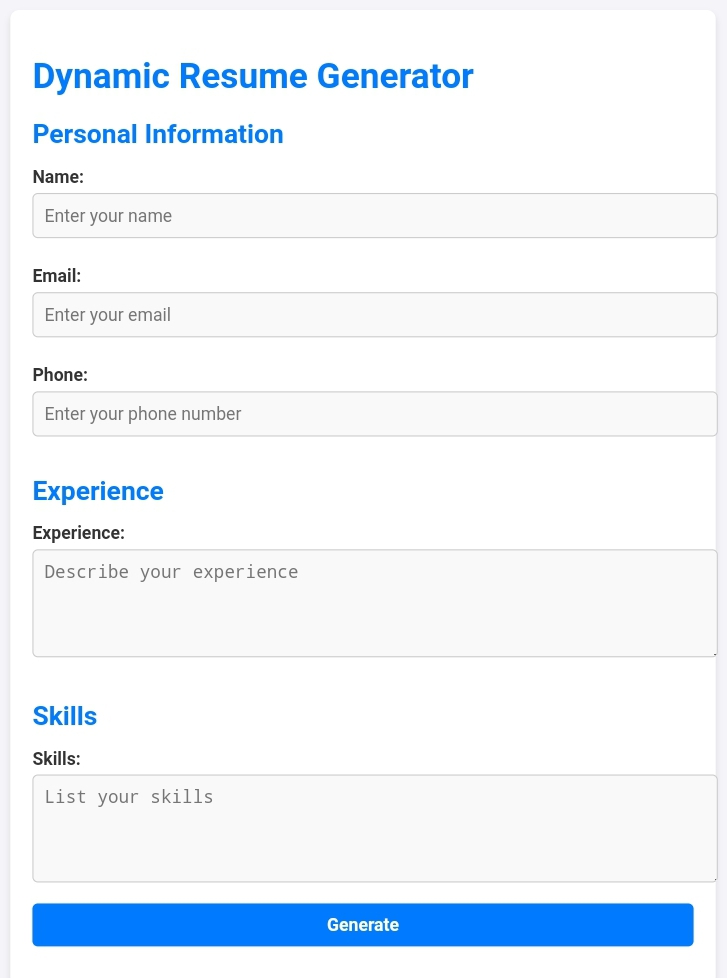 Dynamic Resume Generator
Personal Information
Name:
Enter your name
Email:
Enter your email
Phone:
Enter your phone number
Experience
Experience:
Describe your experience
Skills
Skills:
List your skills
Generate